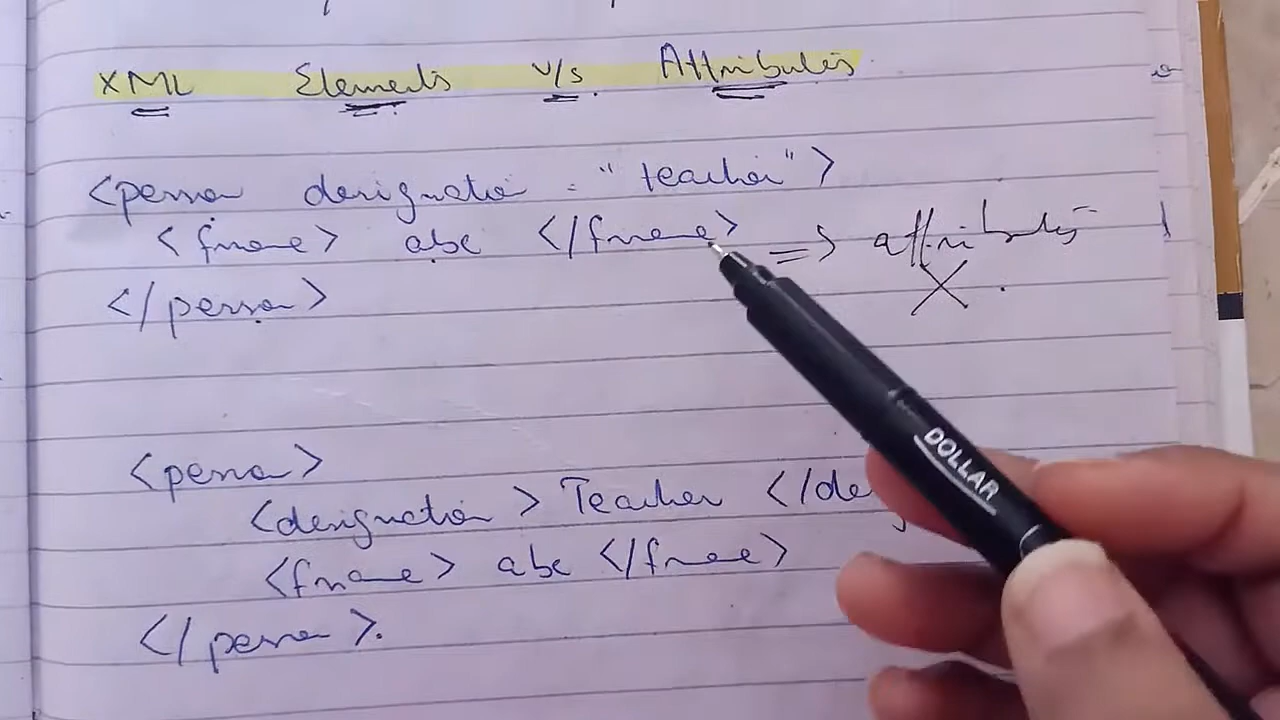 XML Elements v/s Attributes
<person designation = "teacher">
<fname> abc </fname> => attributes
X .
</person>
<person>
<designation> Teacher </de
<fname> abc </fname>
</person>.
DOLLAR